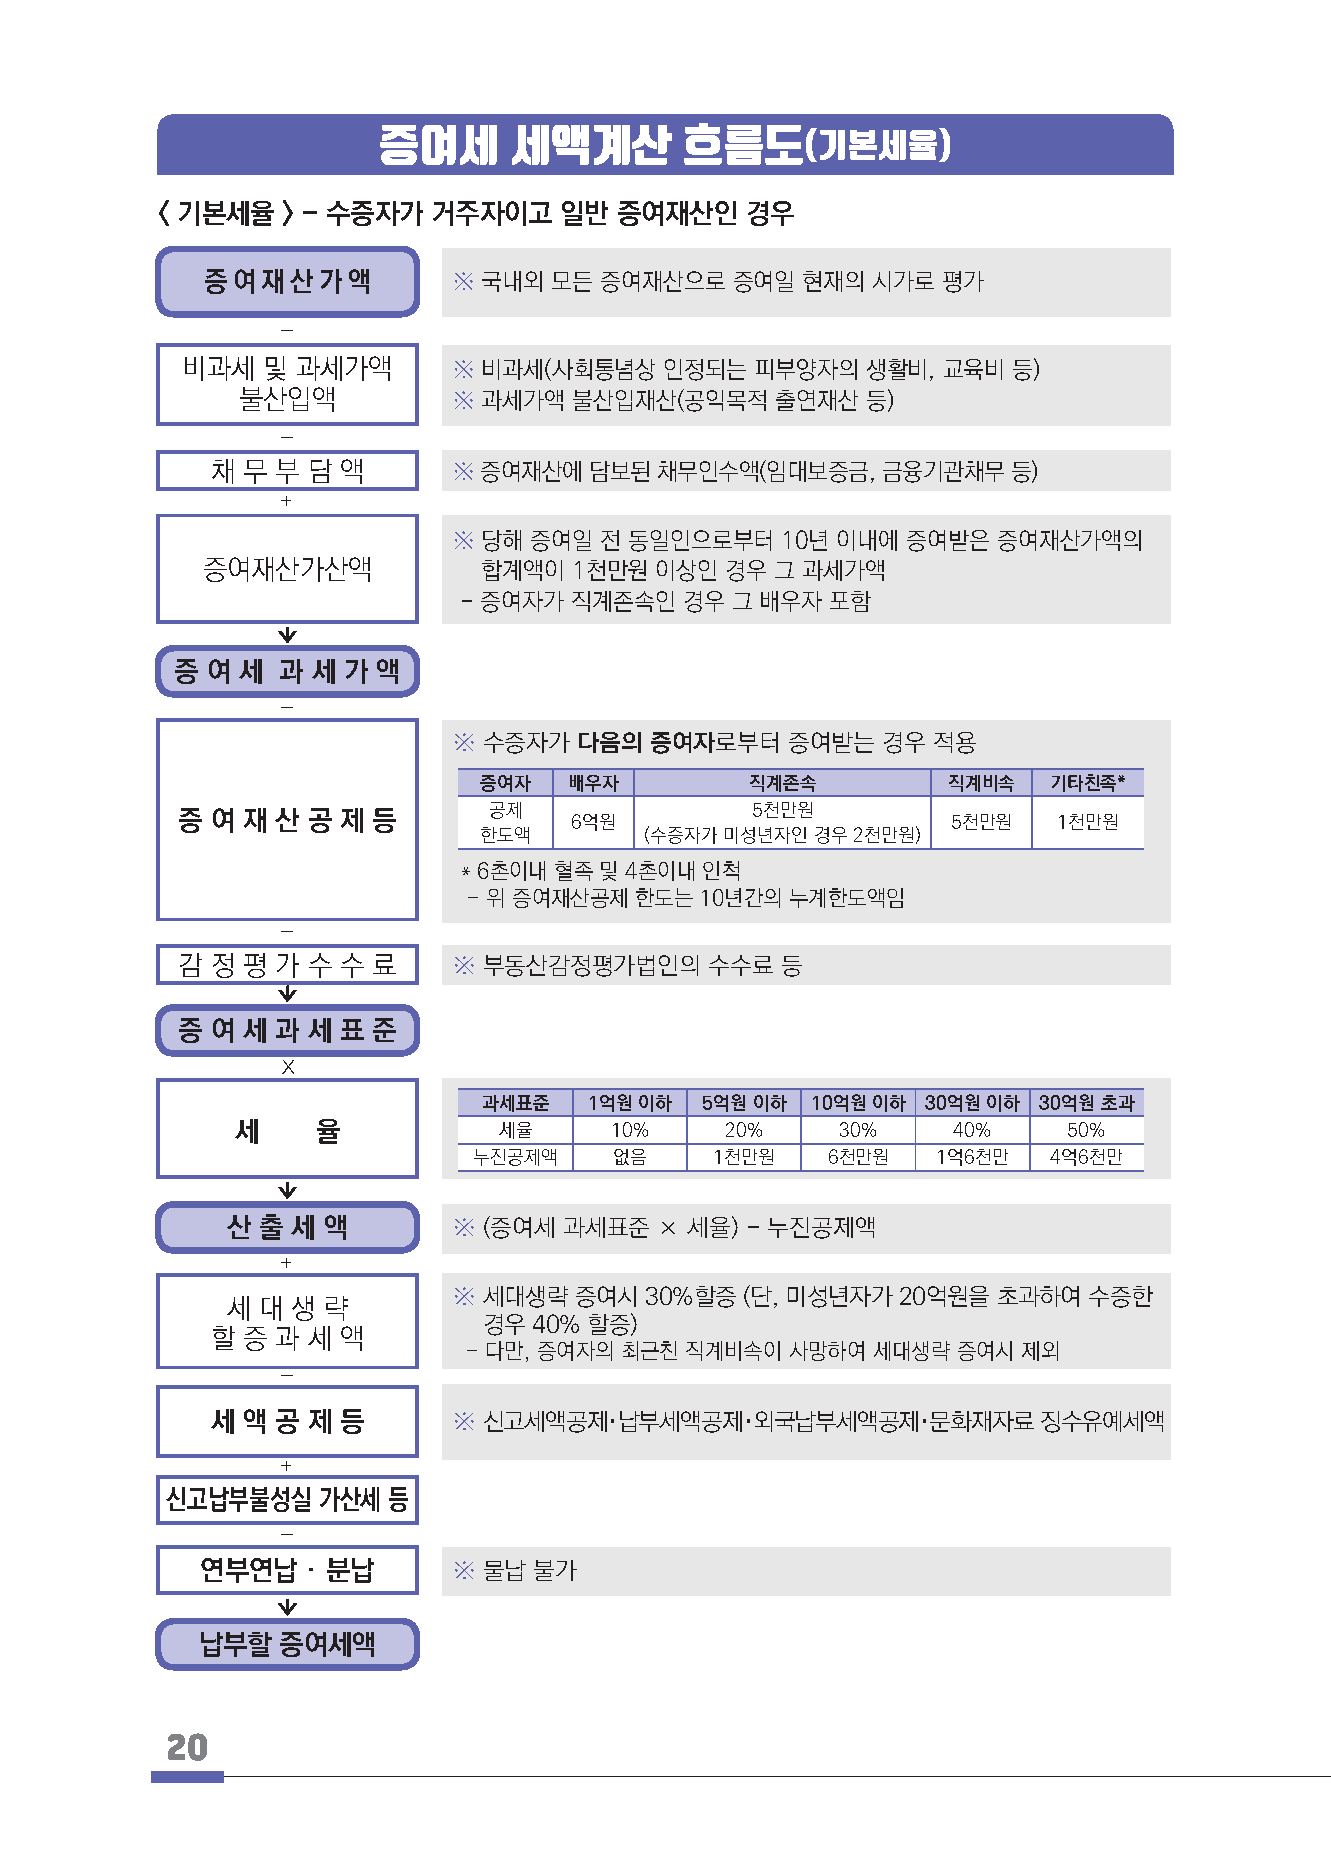 증여세 세액계산 흐름도(기본세율)
< 기본세율 > - 수증자가 거주자이고 일반 증여재산인 경우
증 여 재 산 가 액
※ 국내외 모든 증여재산으로 증여일 현재의 시가로 평가
-
비과세 및 과세가액
불산입액
※ 비과세(사회통념상 인정되는 피부양자의 생활비, 교육비 등)
※ 과세가액 불산입재산(공익목적 출연재산 등)
-
채 무 부 담 액
※ 증여재산에 담보된 채무인수액(임대보증금, 금융기관채무 등)
+
증여재산가산액
※ 당해 증여일 전 동일인으로부터 10년 이내에 증여받은 증여재산가액의
합계액이 1천만원 이상인 경우 그 과세가액
- 증여자가 직계존속인 경우 그 배우자 포함
↓
증 여 세 과 세 가 액
-
증 여 재 산 공 제 등
※ 수증자가 다음의 증여자로부터 증여받는 경우 적용
증여자 배우자 직계존속 직계비속 기타친족*
공제
한도액
6억원
5천만원
(수증자가 미성년자인 경우 2천만원)
5천만원 1천만원
* 6촌이내 혈족 및 4촌이내 인척
- 위 증여재산공제 한도는 10년간의 누계한도액임
-
감 정 평 가 수 수 료
※ 부동산감정평가법인의 수수료 등
↓
증 여 세 과 세 표 준
X
세 율
과세표준 1억원 이하 5억원 이하 10억원 이하 30억원 이하 30억원 초과
세율 10% 20% 30% 40% 50%
누진공제액 없음 1천만원 6천만원 1억6천만 4억6천만
↓
산 출 세 액
※ (증여세 과세표준 × 세율) - 누진공제액
+
세 대 생 략
할 증 과 세 액
※ 세대생략 증여시 30%할증 (단, 미성년자가 20억원을 초과하여 수증한
경우 40% 할증)
- 다만, 증여자의 최근친 직계비속이 사망하여 세대생략 증여시 제외
-
세 액 공 제 등
※ 신고세액공제·납부세액공제·외국납부세액공제·문화재자료 징수유예세액
+
신고납부불성실 가산세 등
-
연부연납 · 분납
※ 물납 불가
↓
납부할 증여세액
20